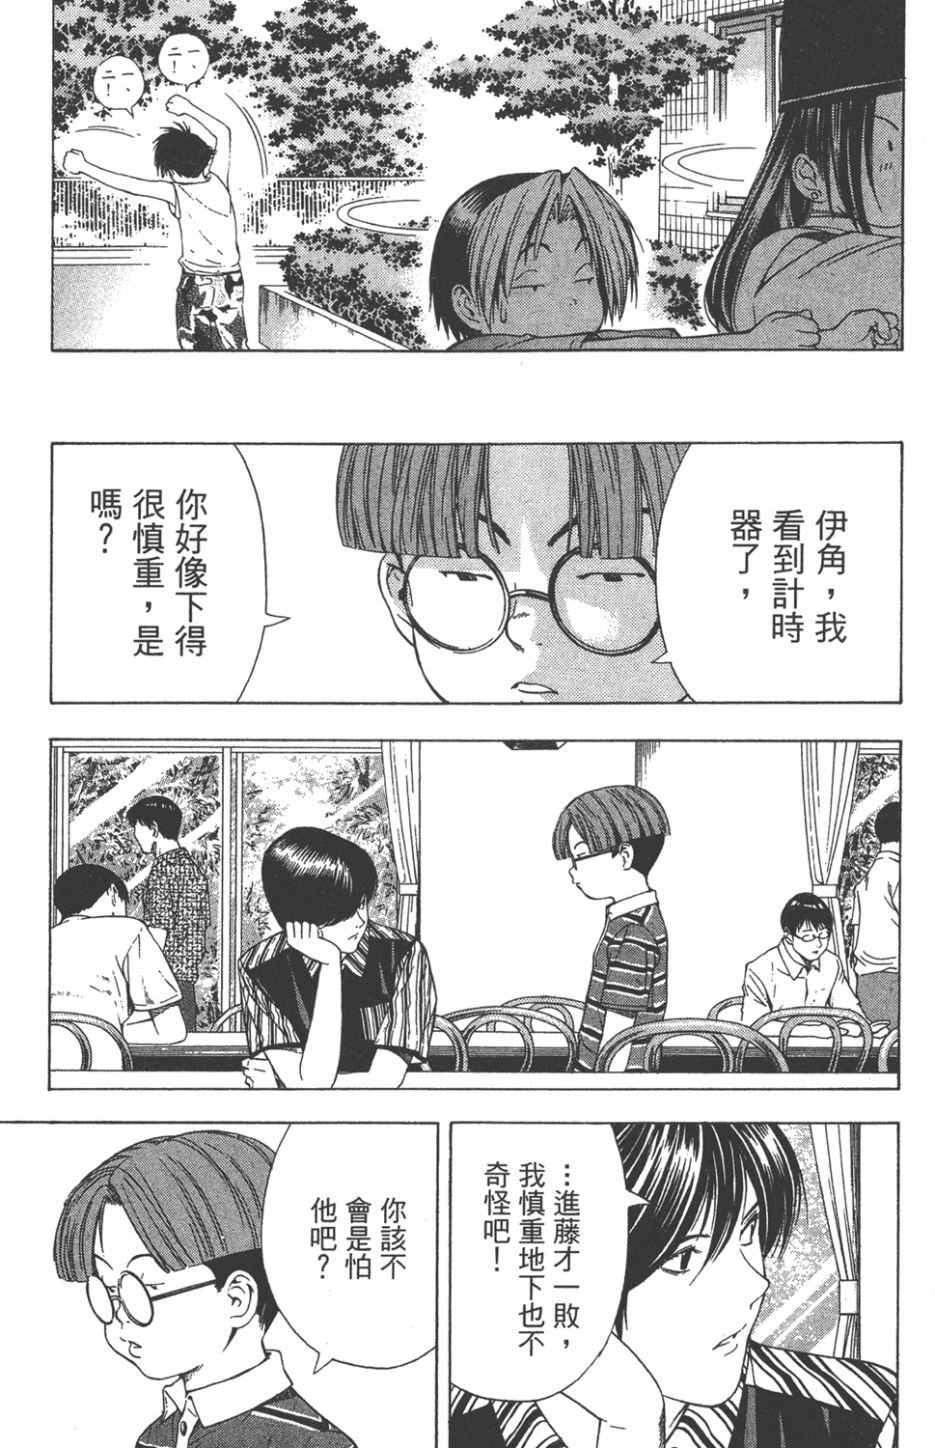 一、
二、
伊角，我
看到計時
器了，
你好像下得
很慎重，是
嗎？
…進藤才一敗，
我慎重地下也不
奇怪吧！
你該不
會是怕
他吧？